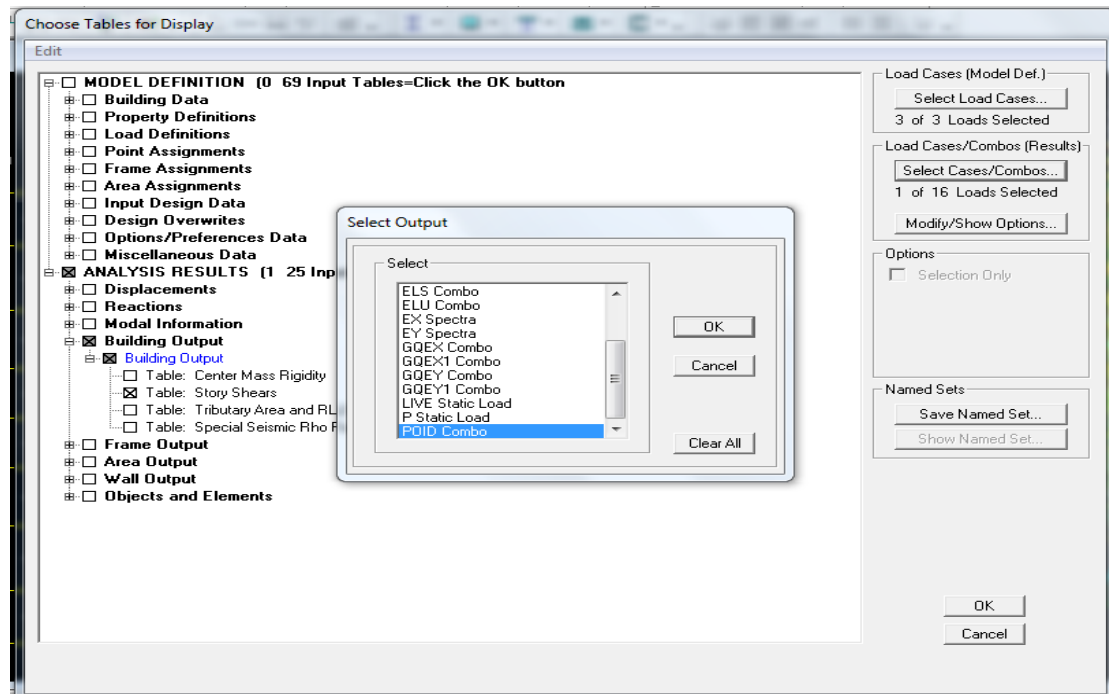 Choose Tables for Display
Edit
MODEL DEFINITION (0 69 Input Tables=Click the OK button
Building Data
Property Definitions
Load Definitions
Point Assignments
Frame Assignments
Area Assignments
Input Design Data
Design Overwrites
Options/Preferences Data
Miscellaneous Data
ANALYSIS RESULTS (1 25 Inp
Displacements
Reactions
Modal Information
Building Output
Building Output
Table: Center Mass Rigidity
Table: Story Shears
Table: Tributary Area and RL
Table: Special Seismic Rho F
Frame Output
Area Output
Wall Output
Objects and Elements
Select Output
Select
ELS Combo
ELU Combo
EX Spectra
EY Spectra
GQEX Combo
GQEX1 Combo
GQEY Combo
GQEY1 Combo
LIVE Static Load
P Static Load
POID Combo
OK
Cancel
Clear All
Load Cases (Model Def.)
Select Load Cases...
3 of 3 Loads Selected
Load Cases/Combos (Results)
Select Cases/Combos...
1 of 16 Loads Selected
Modify/Show Options...
Options
Selection Only
Named Sets
Save Named Set...
Show Named Set...
OK
Cancel